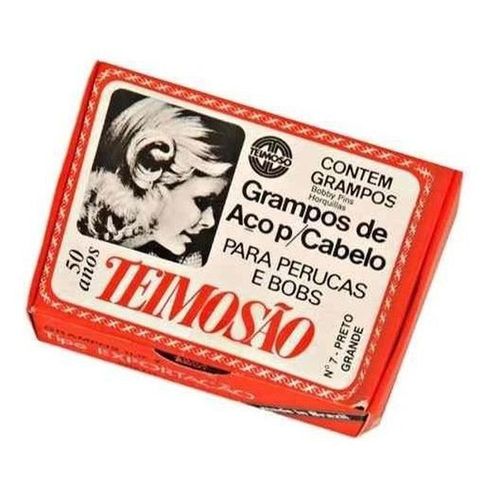 TEIMOSO
CONTEM
GRAMPOS
Bobby Pins
Horquillas
Grampos de
Aço p/Cabelo
PARA PERUCAS
E BOBS
50
anos
TEIMOSÃO
Nº 7 - PRETO
GRANDE
Tipo EXPORTAÇÃO